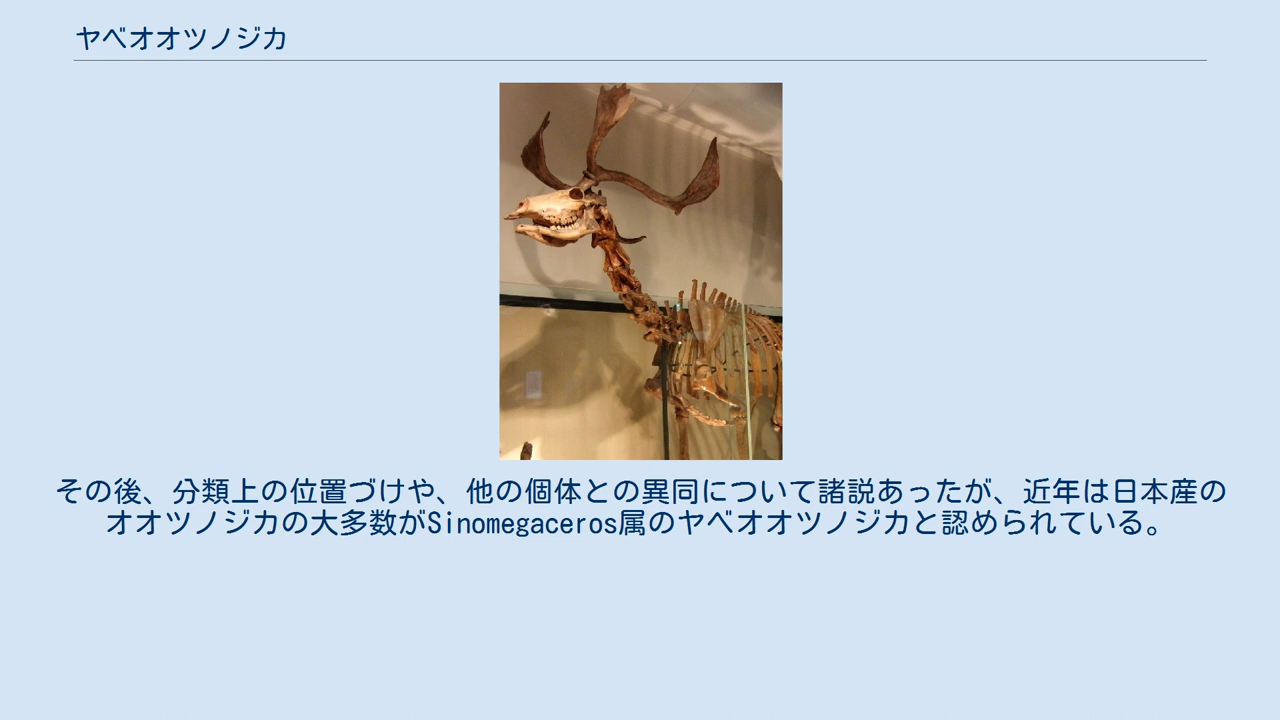 ヤベオオツノジカ
その後、分類上の位置づけや、他の個体との異同について諸説あったが、近年は日本産の
オオツノジカの大多数がSinomegaceros属のヤベオオツノジカと認められている。